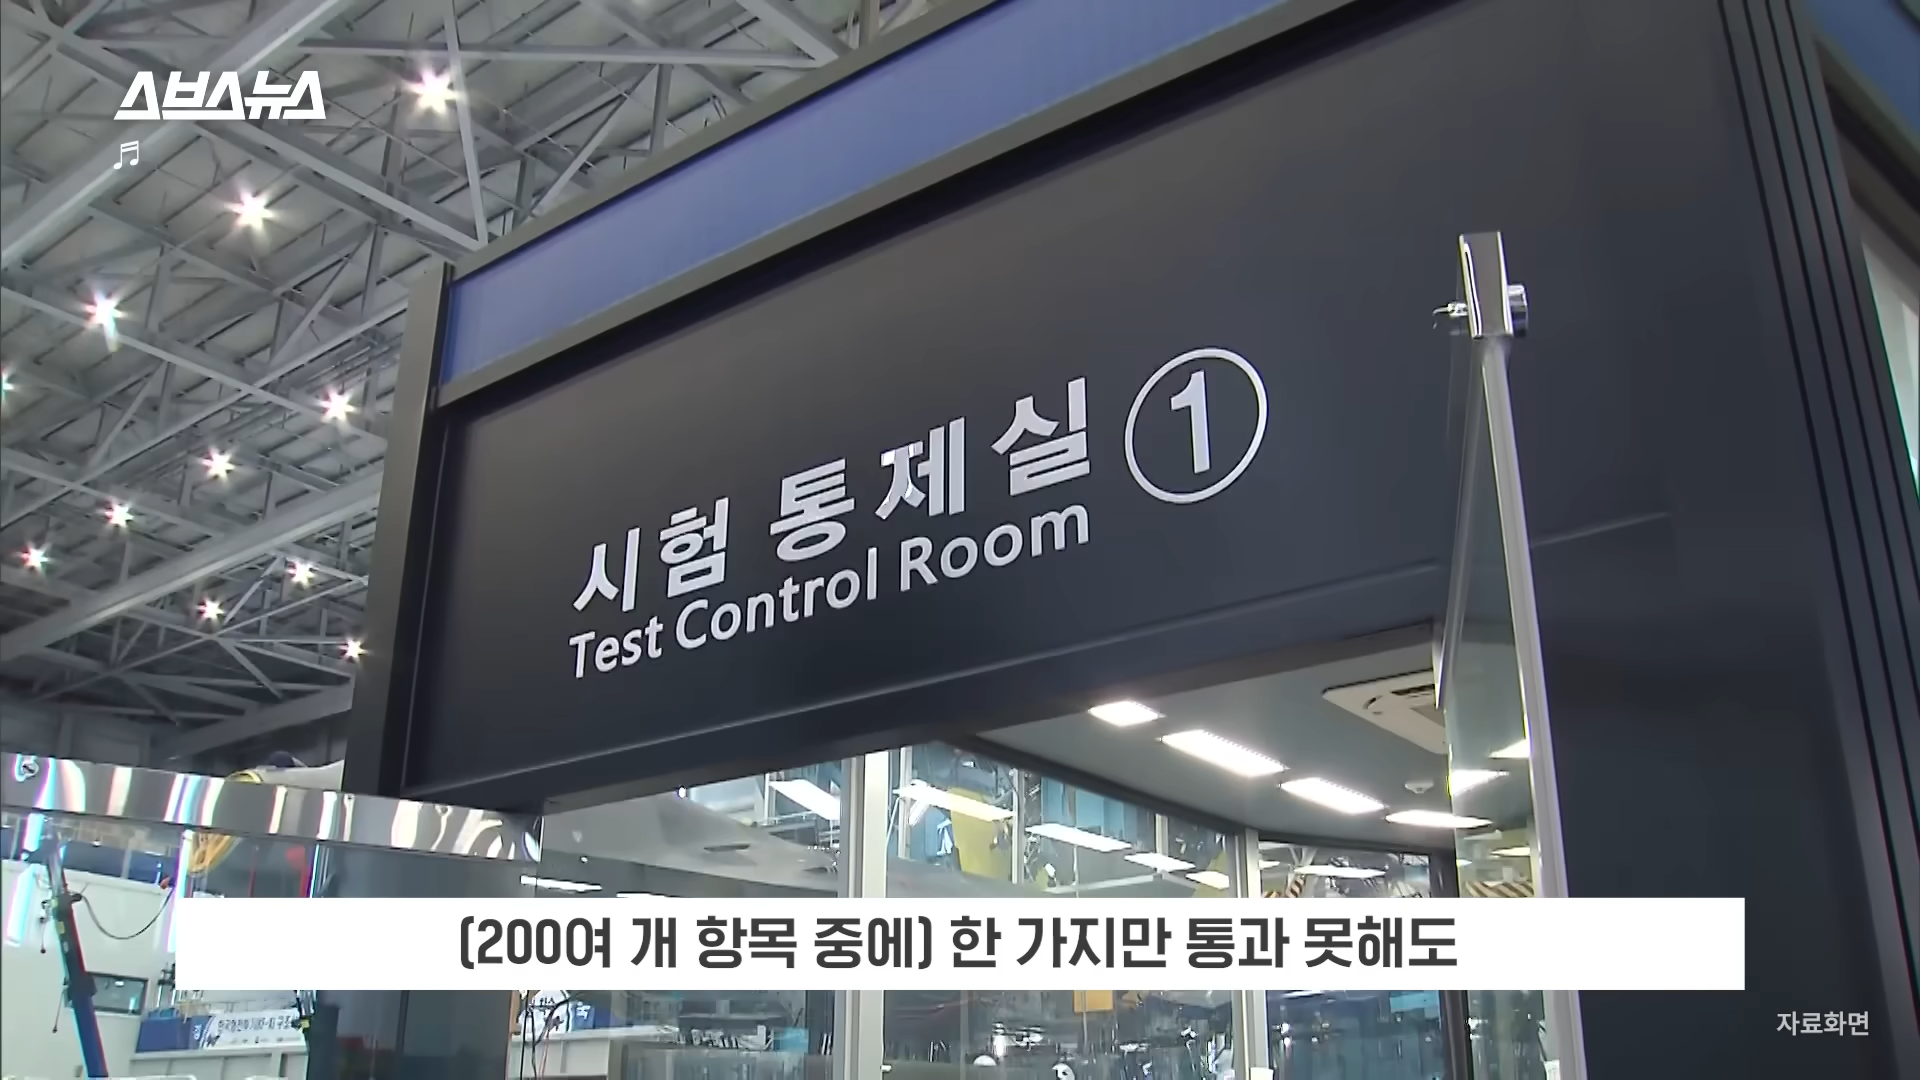 스브스뉴스
시험 통제실 ①
Test Control Room
(200여 개 항목 중에) 한 가지만 통과 못해도
자료화면